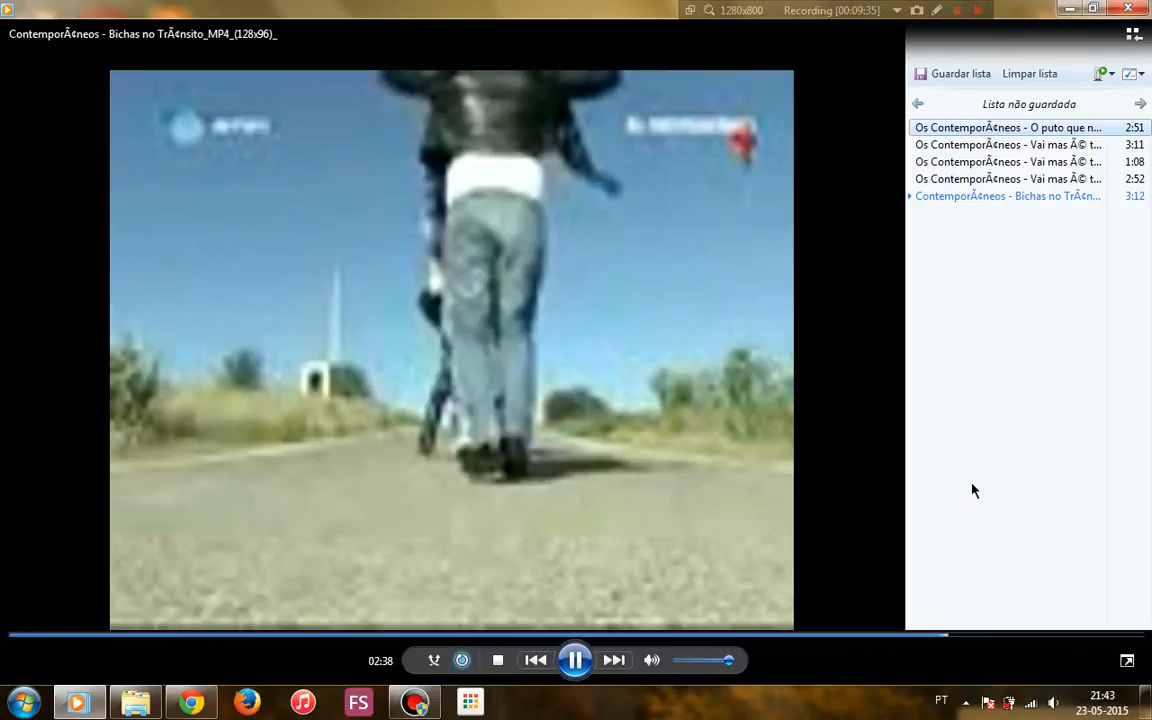 1280x800
Recording [00:09:35]
ContemporÃ¢neos - Bichas no TrÃ¢nsito_MP4_(128x96)_
Guardar lista
Limpar lista
Lista não guardada
Os ContemporÃ¢neos - O puto que n... 2:51
Os ContemporÃ¢neos - Vai mas Ã© t... 3:11
Os ContemporÃ¢neos - Vai mas Ã© t... 1:08
Os ContemporÃ¢neos - Vai mas Ã© t... 2:52
ContemporÃ¢neos - Bichas no TrÃ¢n... 3:12
02:38
FS
PT
21:43
23-05-2015